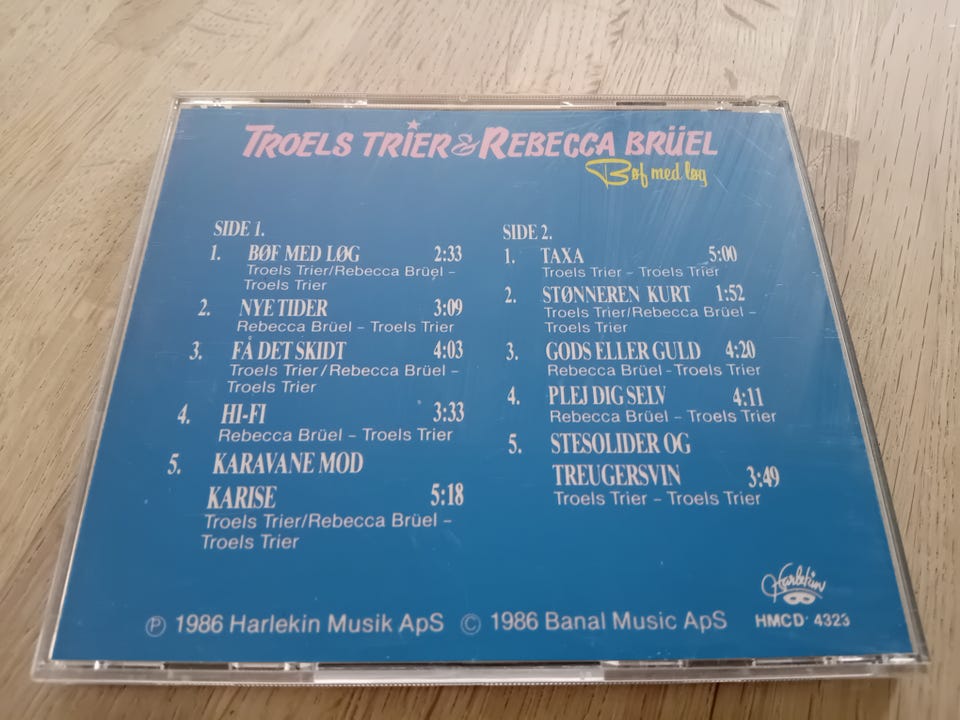 TROELS TRIER & REBECCA BRÜEL
Bøf med løg
SIDE 1.
1. BØF MED LØG 2:33
Troels Trier/Rebecca Brüel –
Troels Trier
2. NYE TIDER 3:09
Rebecca Brüel – Troels Trier
3. FÅ DET SKIDT 4:03
Troels Trier/Rebecca Brüel –
Troels Trier
4. HI-FI 3:33
Rebecca Brüel – Troels Trier
5. KARAVANE MOD
KARISE 5:18
Troels Trier/Rebecca Brüel –
Troels Trier
SIDE 2.
1. TAXA 5:00
Troels Trier – Troels Trier
2. STØNNEREN KURT 1:52
Troels Trier/Rebecca Brüel –
Troels Trier
3. GODS ELLER GULD 4:20
Rebecca Brüel - Troels Trier
4. PLEJ DIG SELV 4:11
Rebecca Brüel – Troels Trier
5. STESOLIDER OG
TREUGERSVIN 3:49
Troels Trier – Troels Trier
Harlekin
℗ 1986 Harlekin Musik ApS © 1986 Banal Music ApS HMCD 4323